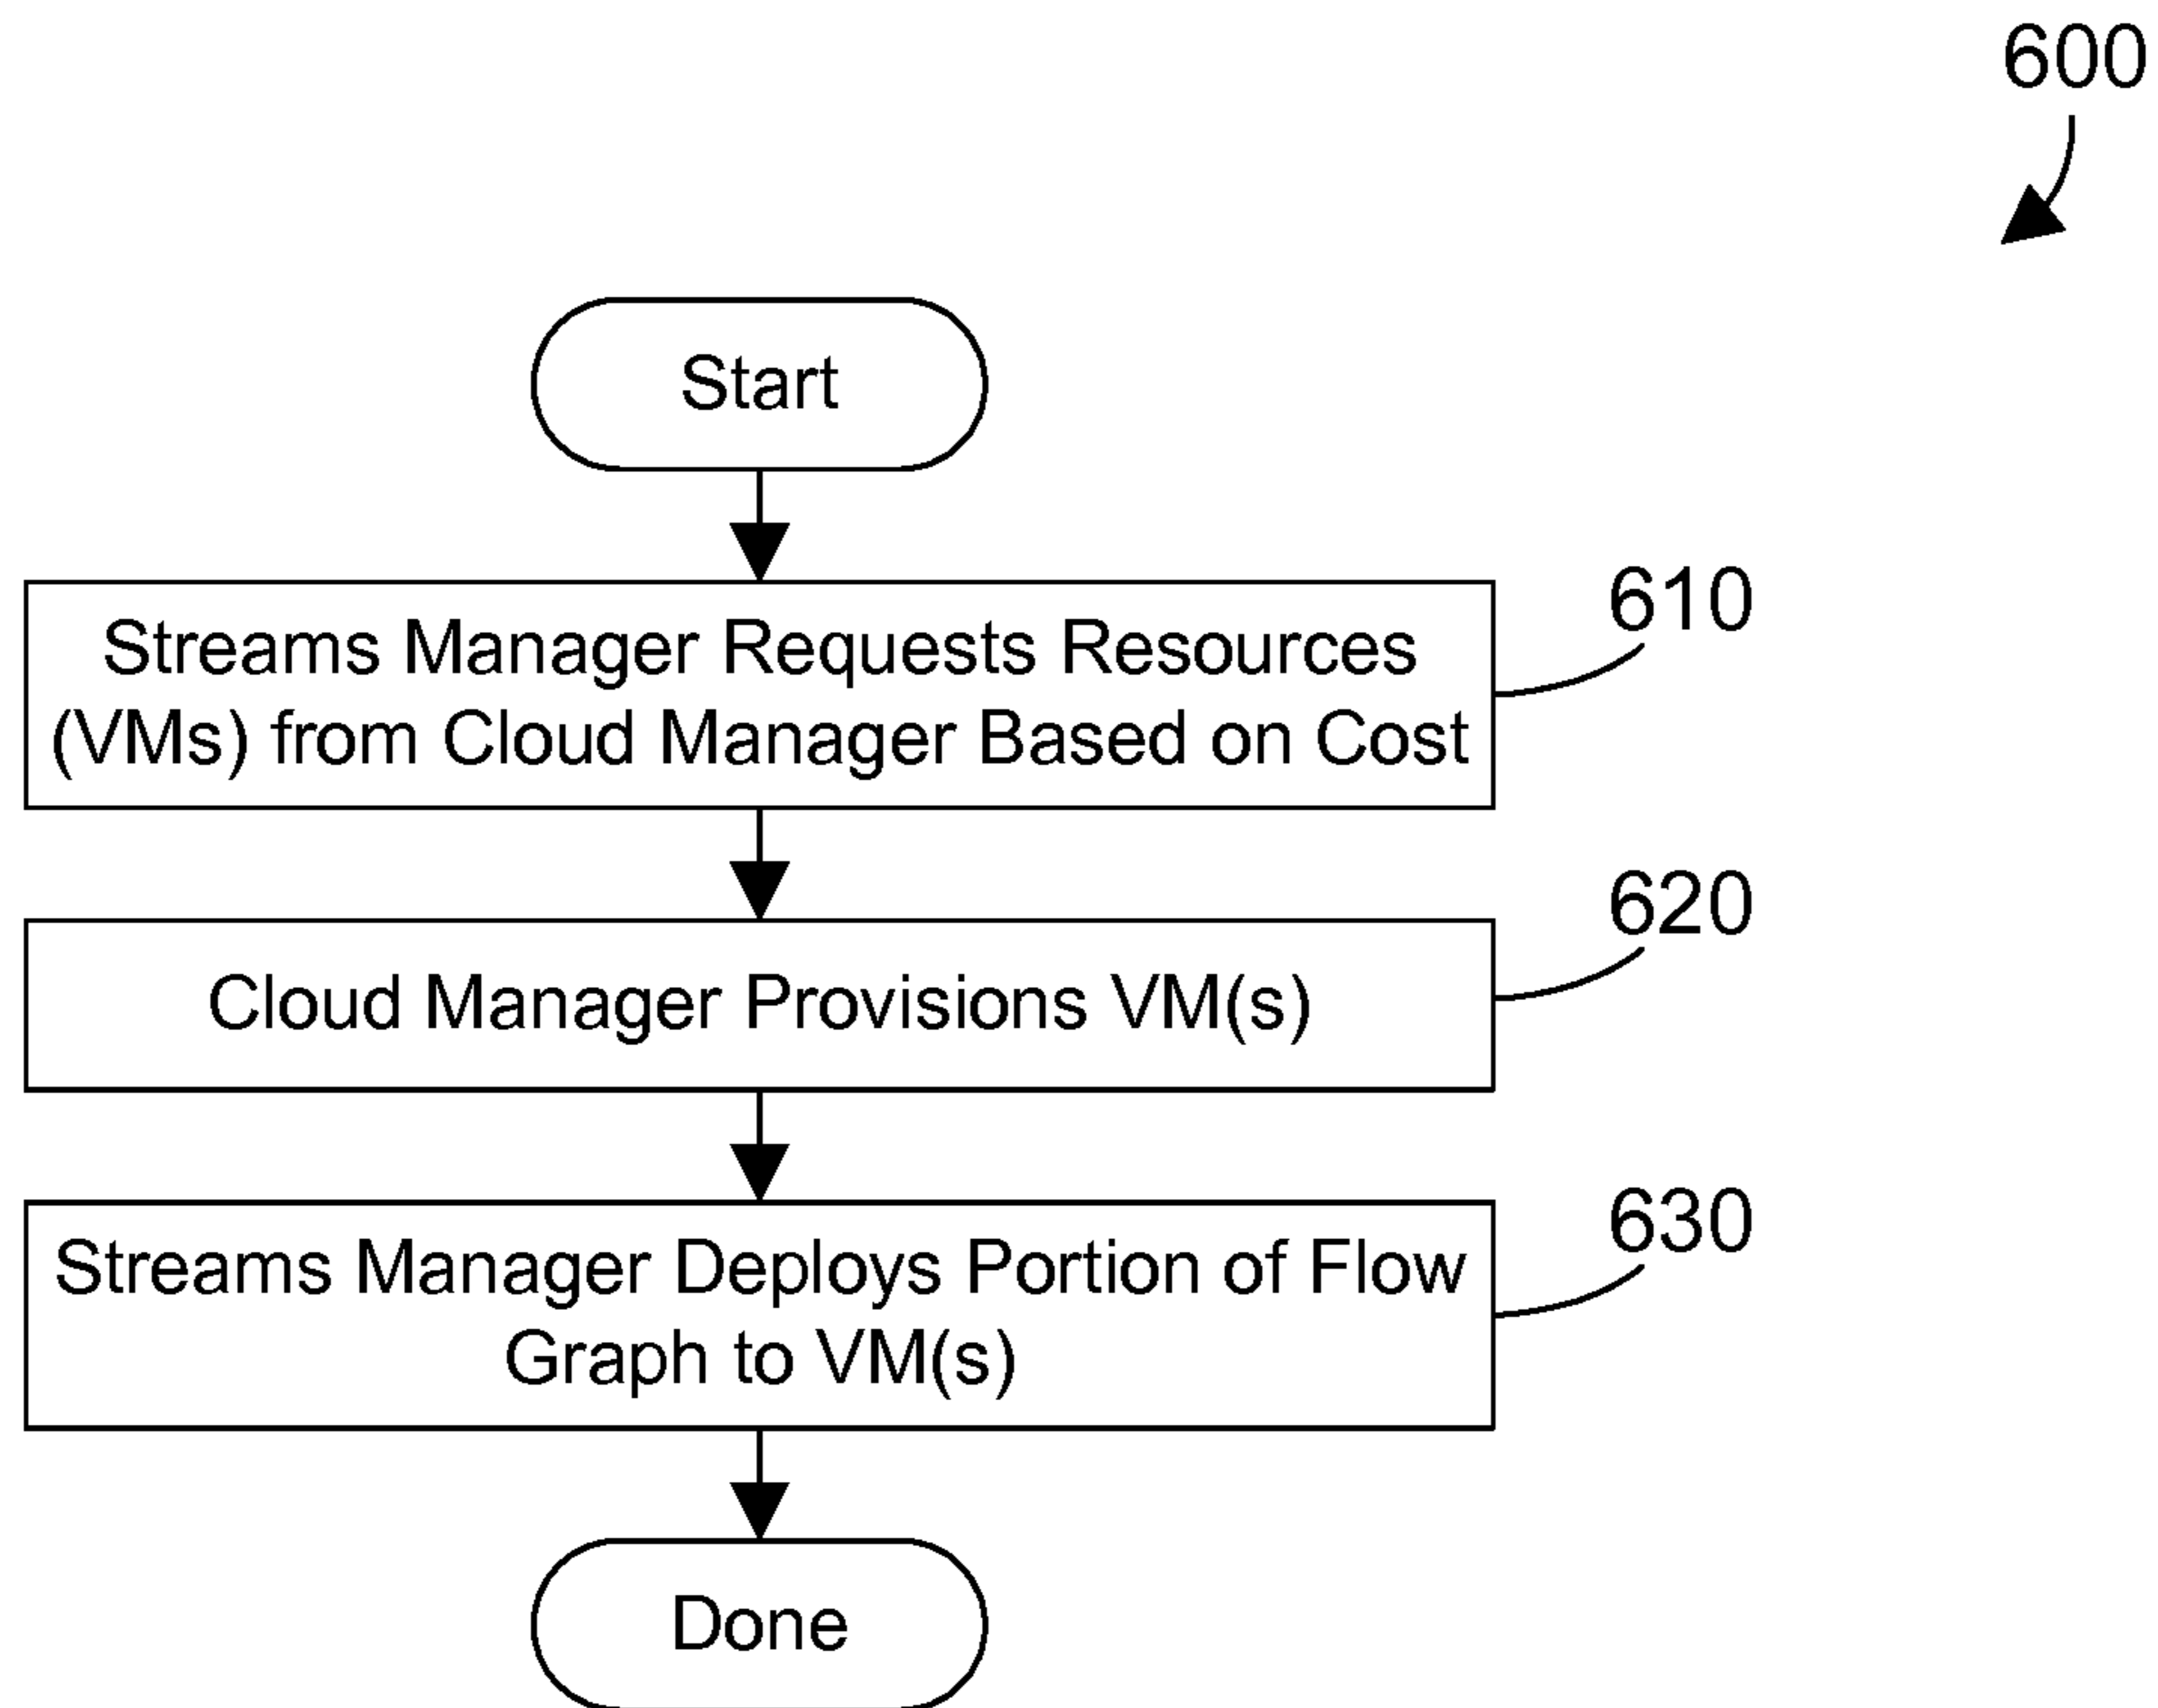 600
Start
Streams Manager Requests Resources
(VMs) from Cloud Manager Based on Cost
610
Cloud Manager Provisions VM(s)
620
Streams Manager Deploys Portion of Flow
Graph to VM(s)
630
Done